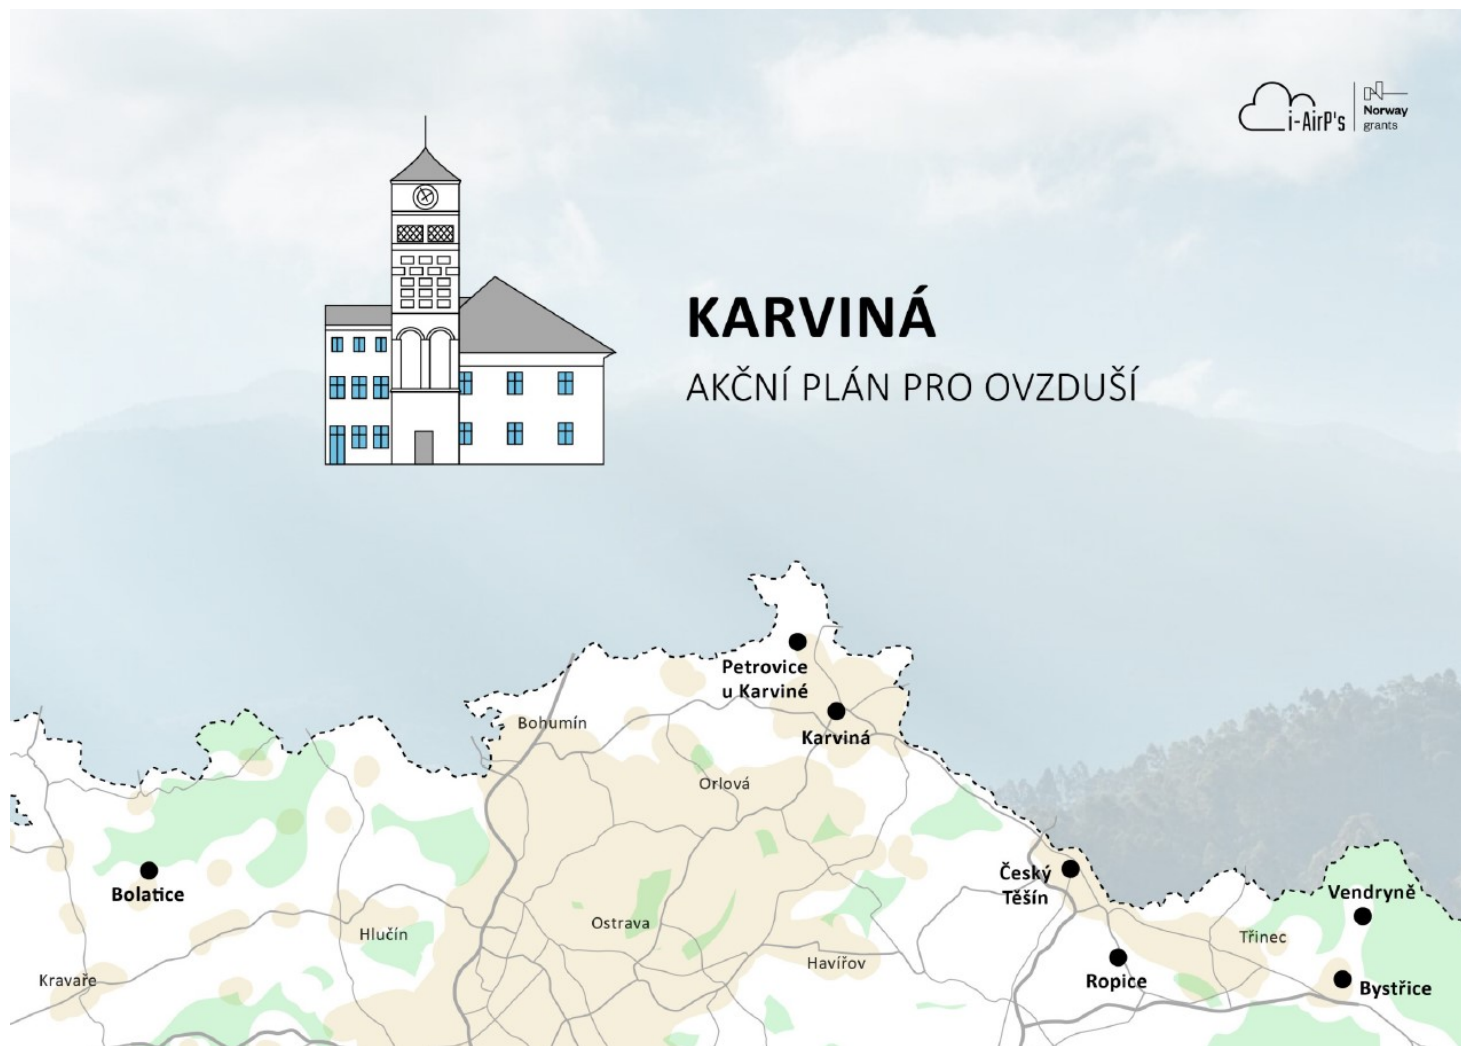 i-AirP's
Norway
grants
KARVINÁ
AKČNÍ PLÁN PRO OVZDUŠÍ
Petrovice
u Karviné
Karviná
Bohumín
Orlová
Bolatice
Hlučín
Kravaře
Ostrava
Havířov
Český
Těšín
Ropice
Třinec
Vendryně
Bystřice